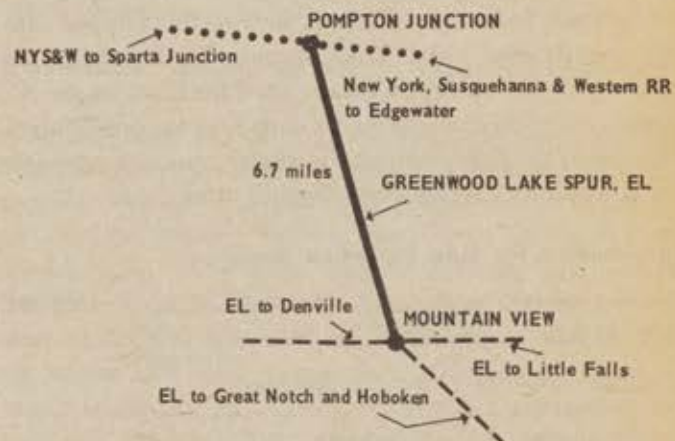 POMPTON JUNCTION
NYS&W to Sparta Junction
New York, Susquehanna & Western RR
to Edgewater
6.7 miles
GREENWOOD LAKE SPUR, EL
EL to Denville
MOUNTAIN VIEW
EL to Little Falls
EL to Great Notch and Hoboken